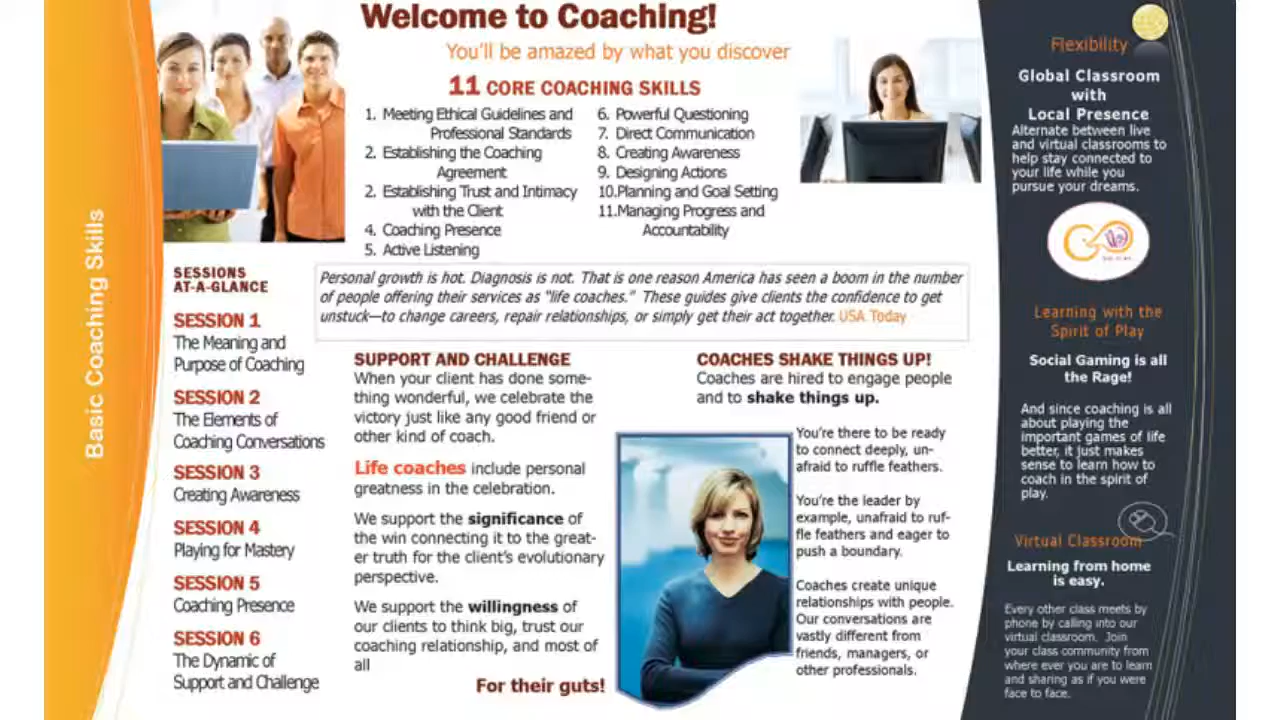 Basic Coaching Skills
Welcome to Coaching!
You'll be amazed by what you discover
11 CORE COACHING SKILLS
1. Meeting Ethical Guidelines and
Professional Standards
2. Establishing the Coaching
Agreement
2. Establishing Trust and Intimacy
with the Client
4. Coaching Presence
5. Active Listening
6. Powerful Questioning
7. Direct Communication
8. Creating Awareness
9. Designing Actions
10.Planning and Goal Setting
11.Managing Progress and
Accountability
SESSIONS
AT-A-GLANCE
SESSION 1
The Meaning and
Purpose of Coaching
SESSION 2
The Elements of
Coaching Conversations
SESSION 3
Creating Awareness
SESSION 4
Playing for Mastery
SESSION 5
Coaching Presence
SESSION 6
The Dynamic of
Support and Challenge
Personal growth is hot. Diagnosis is not. That is one reason America has seen a boom in the number
of people offering their services as "life coaches." These guides give clients the confidence to get
unstuck—to change careers, repair relationships, or simply get their act together. USA Today
SUPPORT AND CHALLENGE
When your client has done some-
thing wonderful, we celebrate the
victory just like any good friend or
other kind of coach.
Life coaches include personal
greatness in the celebration.
We support the significance of
the win connecting it to the great-
er truth for the client's evolutionary
perspective.
We support the willingness of
our clients to think big, trust our
coaching relationship, and most of
all
For their guts!
COACHES SHAKE THINGS UP!
Coaches are hired to engage people
and to shake things up.
You're there to be ready
to connect deeply, un-
afraid to ruffle feathers.
You're the leader by
example, unafraid to ruf-
fle feathers and eager to
push a boundary.
Coaches create unique
relationships with people.
Our conversations are
vastly different from
friends, managers, or
other professionals.
Flexibility
Global Classroom
with
Local Presence
Alternate between live
and virtual classrooms to
help stay connected to
your life while you
pursue your dreams.
Learning with the
Spirit of Play
Social Gaming is all
the Rage!
And since coaching is all
about playing the
important games of life
better, it just makes
sense to learn how to
coach in the spirit of
play.
Virtual Classroom
Learning from home
is easy.
Every other class meets by
phone by calling into our
virtual classroom. Join
your class community from
where ever you are to learn
and sharing as if you were
face to face.